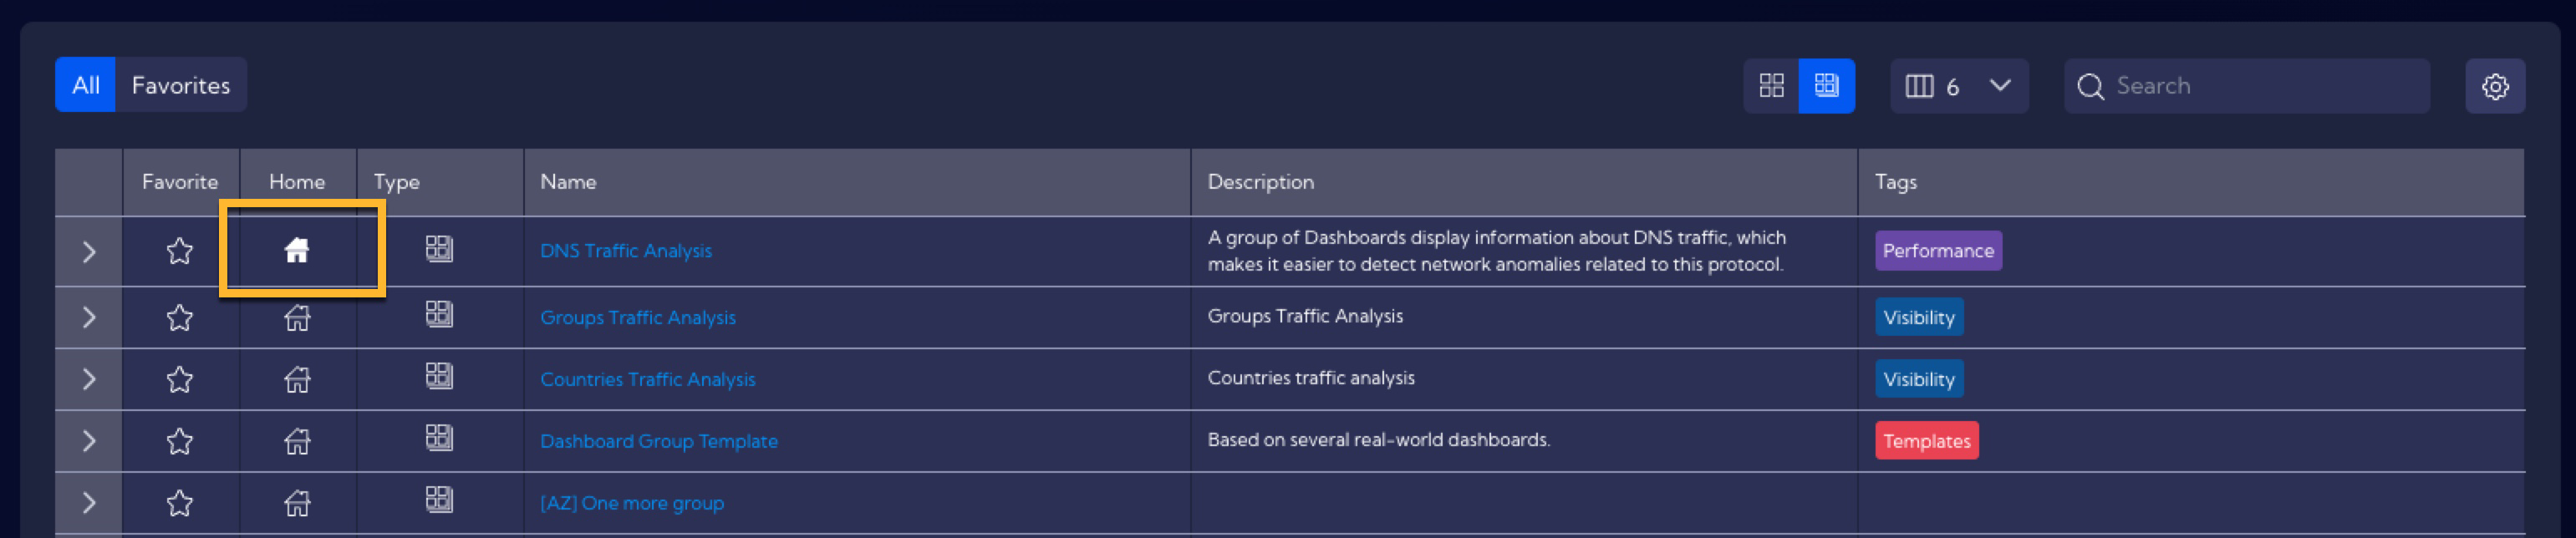 All Favorites 6 Search
Favorite Home Type Name Description Tags
DNS Traffic Analysis A group of Dashboards display information about DNS traffic, which Performance
makes it easier to detect network anomalies related to this protocol.
Groups Traffic Analysis Groups Traffic Analysis Visibility
Countries Traffic Analysis Countries traffic analysis Visibility
Dashboard Group Template Based on several real-world dashboards. Templates
[AZ] One more group